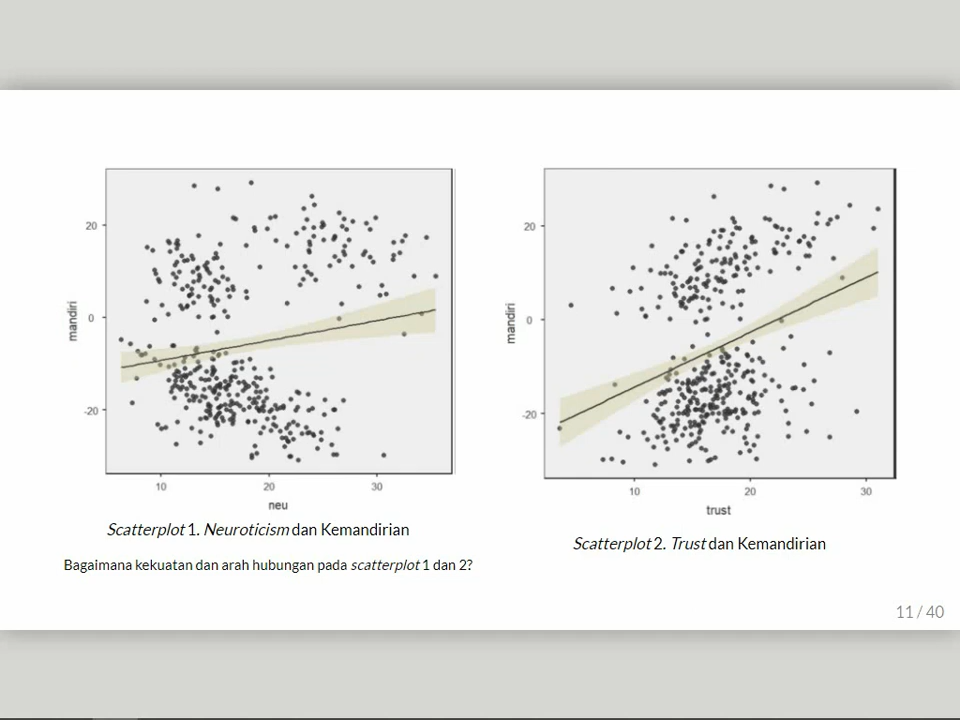 20
0
-20
mandiri
10
20
30
neu
Scatterplot 1. Neuroticism dan Kemandirian
Bagaimana kekuatan dan arah hubungan pada scatterplot 1 dan 2?
20
0
-20
mandiri
10
20
30
trust
Scatterplot 2. Trust dan Kemandirian
11 / 40